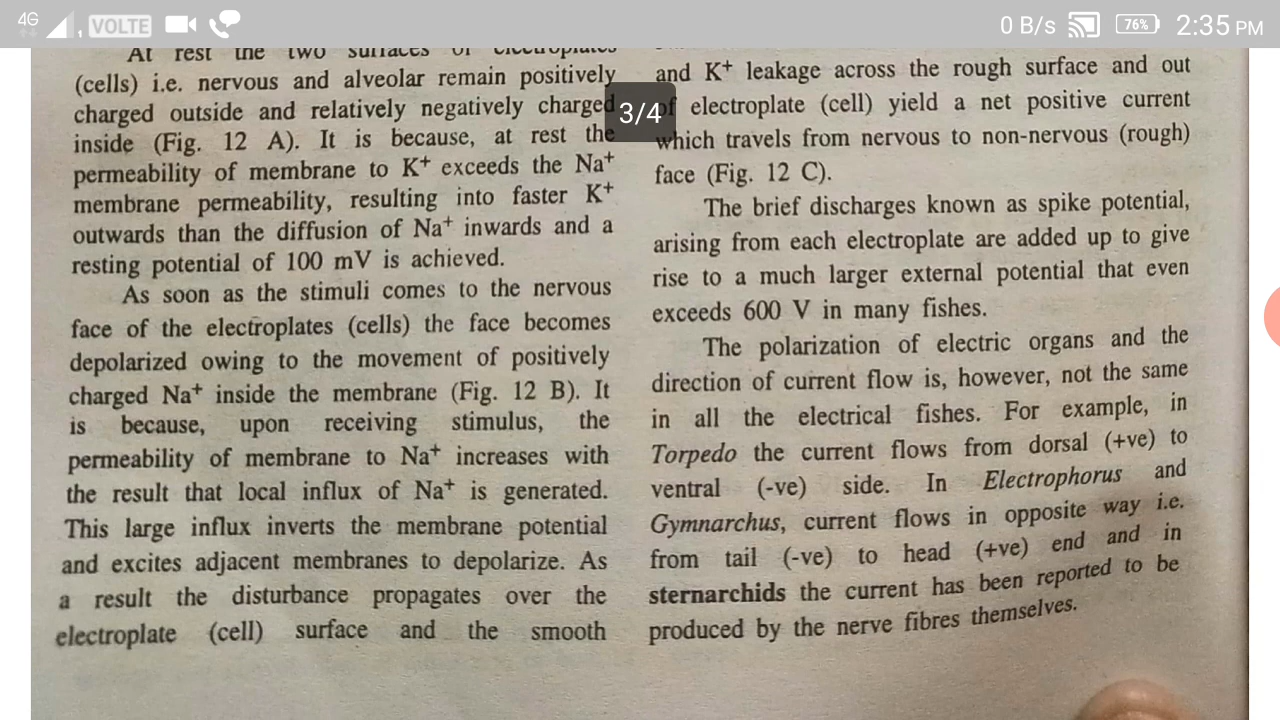 4G VOLTE 0 B/s 76% 2:35 PM
3/4
At rest the two surfaces of electroplates
(cells) i.e. nervous and alveolar remain positively
charged outside and relatively negatively charged
inside (Fig. 12 A). It is because, at rest the
permeability of membrane to K⁺ exceeds the Na⁺
membrane permeability, resulting into faster K⁺
outwards than the diffusion of Na⁺ inwards and a
resting potential of 100 mV is achieved.
As soon as the stimuli comes to the nervous
face of the electroplates (cells) the face becomes
depolarized owing to the movement of positively
charged Na⁺ inside the membrane (Fig. 12 B). It
is because, upon receiving stimulus, the
permeability of membrane to Na⁺ increases with
the result that local influx of Na⁺ is generated.
This large influx inverts the membrane potential
and excites adjacent membranes to depolarize. As
a result the disturbance propagates over the
electroplate (cell) surface and the smooth
and K⁺ leakage across the rough surface and out
of electroplate (cell) yield a net positive current
which travels from nervous to non-nervous (rough)
face (Fig. 12 C).
The brief discharges known as spike potential,
arising from each electroplate are added up to give
rise to a much larger external potential that even
exceeds 600 V in many fishes.
The polarization of electric organs and the
direction of current flow is, however, not the same
in all the electrical fishes. For example, in
Torpedo the current flows from dorsal (+ve) to
ventral (-ve) side. In Electrophorus and
Gymnarchus, current flows in opposite way i.e.
from tail (-ve) to head (+ve) end and in
sternarchids the current has been reported to be
produced by the nerve fibres themselves.